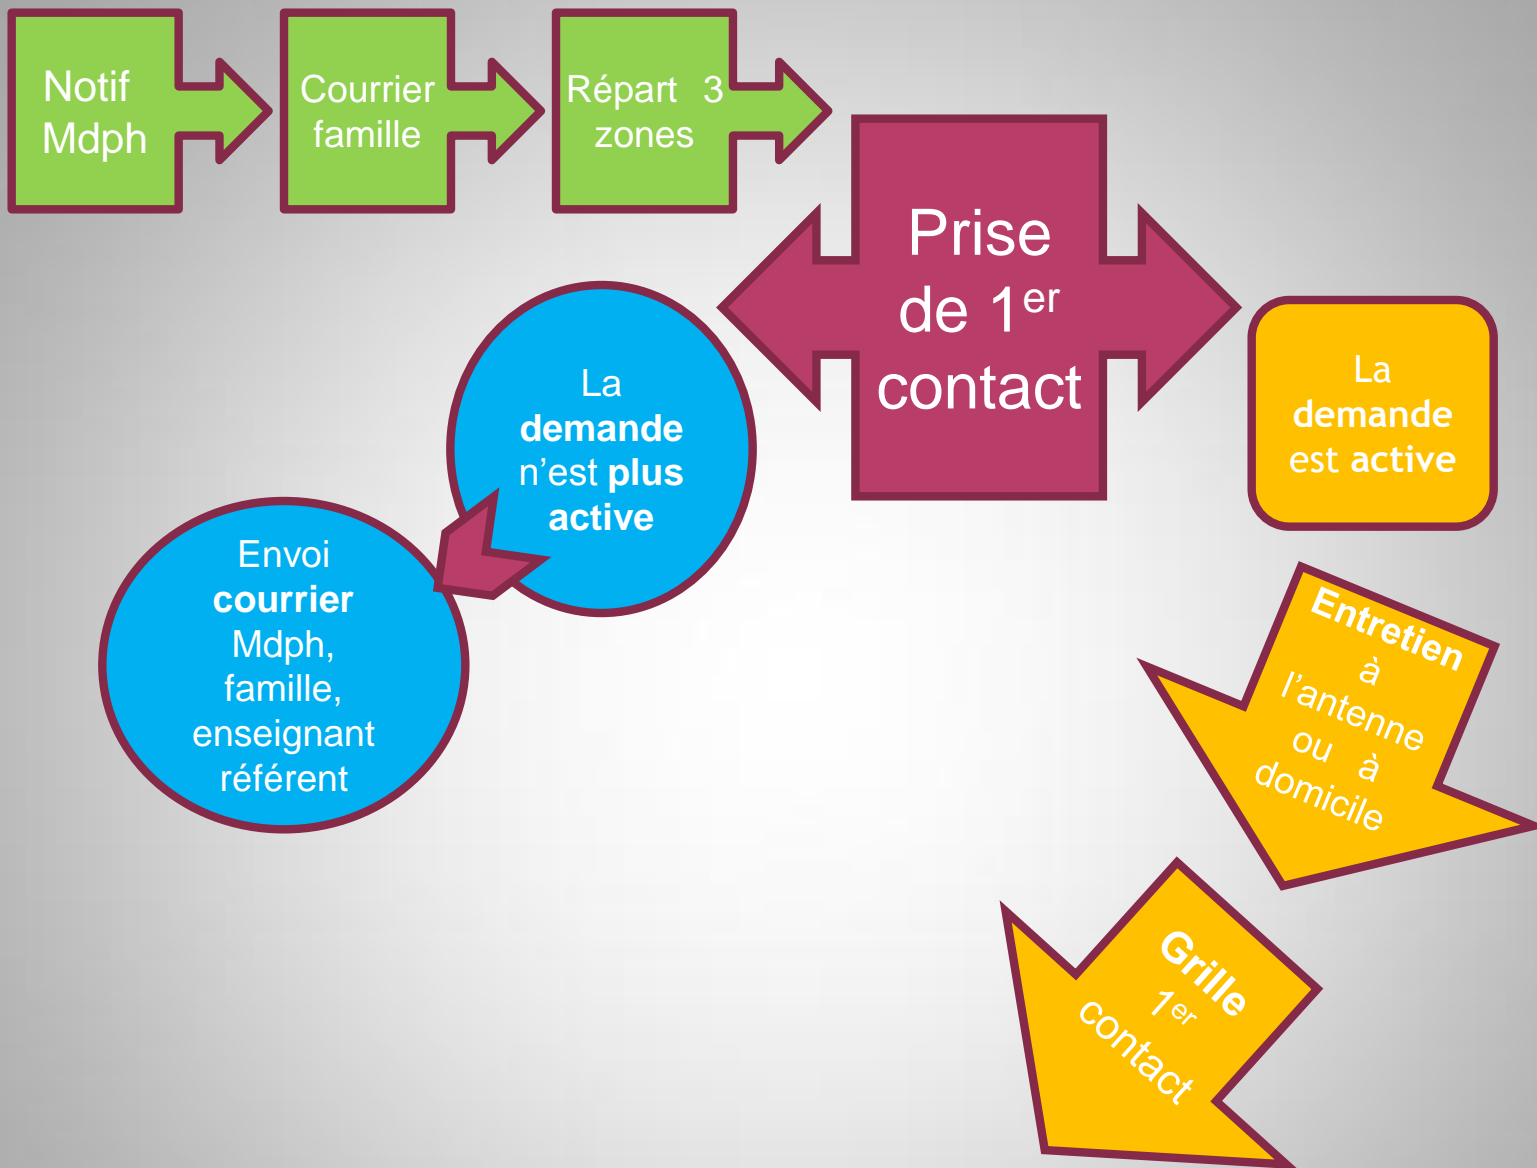 Notif
Mdph
Courrier
famille
Répart 3
zones
Prise
de 1er
contact
La
demande
n’est plus
active
Envoi
courrier
Mdph,
famille,
enseignant
référent
La
demande
est active
Entretien
à
l’antenne
ou à
domicile
Grille
1er
contact